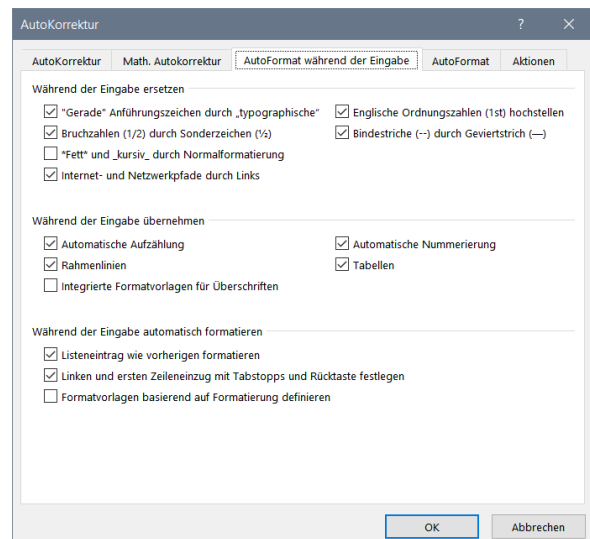 AutoKorrektur ? ×
AutoKorrektur Math. Autokorrektur AutoFormat während der Eingabe AutoFormat Aktionen
Während der Eingabe ersetzen
"Gerade" Anführungszeichen durch „typographische“ Englische Ordnungszahlen (1st) hochstellen
Bruchzahlen (1/2) durch Sonderzeichen (½) Bindestriche (--) durch Geviertstrich (—)
*Fett* und _kursiv_ durch Normalformatierung
Internet- und Netzwerkpfade durch Links
Während der Eingabe übernehmen
Automatische Aufzählung Automatische Nummerierung
Rahmenlinien Tabellen
Integrierte Formatvorlagen für Überschriften
Während der Eingabe automatisch formatieren
Listeneintrag wie vorherigen formatieren
Linken und ersten Zeileneinzug mit Tabstopps und Rücktaste festlegen
Formatvorlagen basierend auf Formatierung definieren
OK Abbrechen